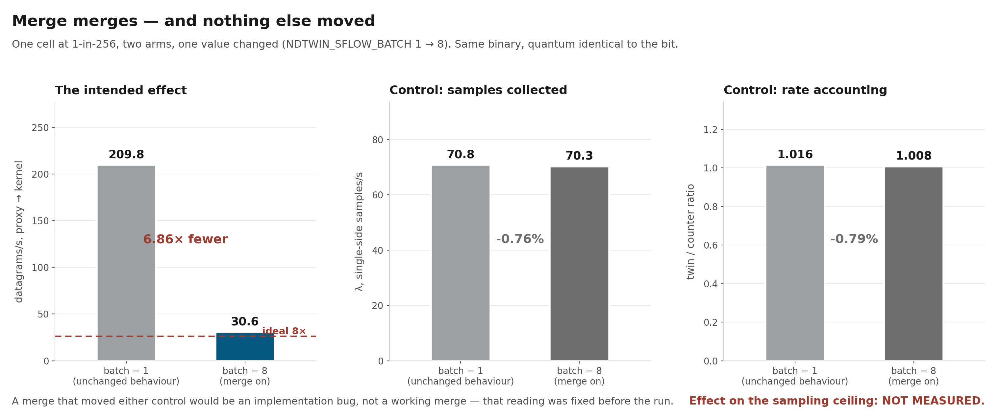 Merge merges — and nothing else moved
One cell at 1-in-256, two arms, one value changed (NDTWIN_SFLOW_BATCH 1 → 8). Same binary, quantum identical to the bit.
The intended effect
datagrams/s, proxy → kernel
250
200
150
100
50
0
209.8
6.86× fewer
30.6
ideal 8×
batch = 1
(unchanged behaviour)
batch = 8
(merge on)
Control: samples collected
λ, single-side samples/s
80
60
40
20
0
70.8
-0.76%
70.3
batch = 1
(unchanged behaviour)
batch = 8
(merge on)
Control: rate accounting
twin / counter ratio
1.2
1.0
0.8
0.6
0.4
0.2
0.0
1.016
-0.79%
1.008
batch = 1
(unchanged behaviour)
batch = 8
(merge on)
A merge that moved either control would be an implementation bug, not a working merge — that reading was fixed before the run.
Effect on the sampling ceiling: NOT MEASURED.